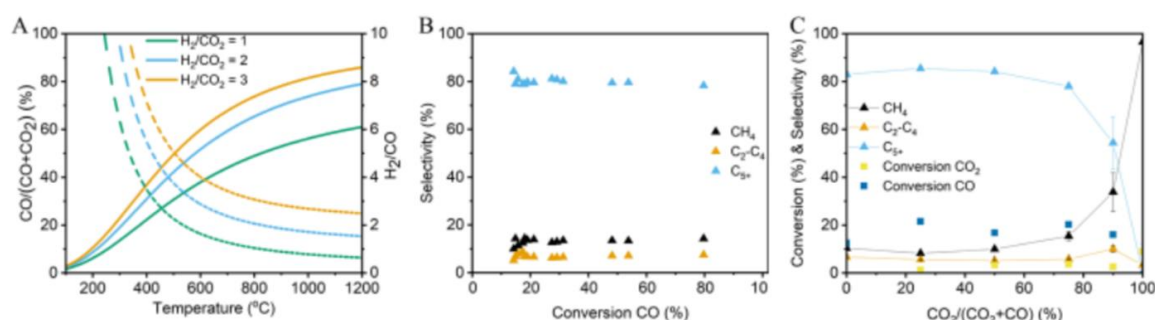 A
B
C
CO/(CO+CO₂) (%)
100
80
60
40
20
0
H₂/CO₂ = 1
H₂/CO₂ = 2
H₂/CO₂ = 3
10
8
6
4
2
0
H₂/CO
200
400
600
800
1000
1200
Temperature (ºC)
Selectivity (%)
100
80
60
40
20
0
CH₄
C₂-C₄
C₅₊
0
20
40
60
80
10
Conversion CO (%)
Conversion (%) & Selectivity (%)
100
80
60
40
20
0
CH₄
C₂-C₄
C₅₊
Conversion CO₂
Conversion CO
0
20
40
60
80
100
CO₂/(CO₂+CO) (%)